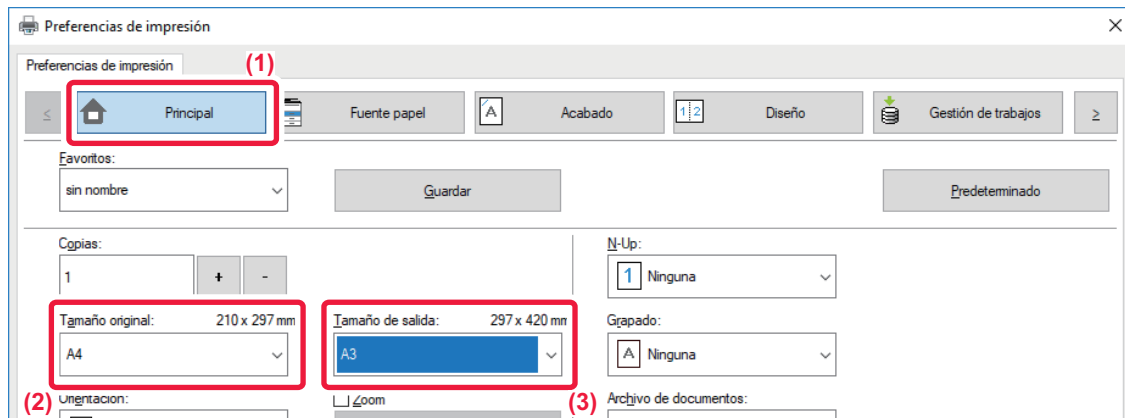 Preferencias de impresión
Preferencias de impresión
(1)
≤ Principal Fuente papel Acabado Diseño Gestión de trabajos ≥
Favoritos:
sin nombre Guardar Predeterminado
Copias: N-Up:
1 + - 1 Ninguna
Tamaño original: 210 x 297 mm Tamaño de salida: 297 x 420 mm Grapado:
A4 A3 Ninguna
(2) Orientación: Zoom (3) Archivo de documentos: